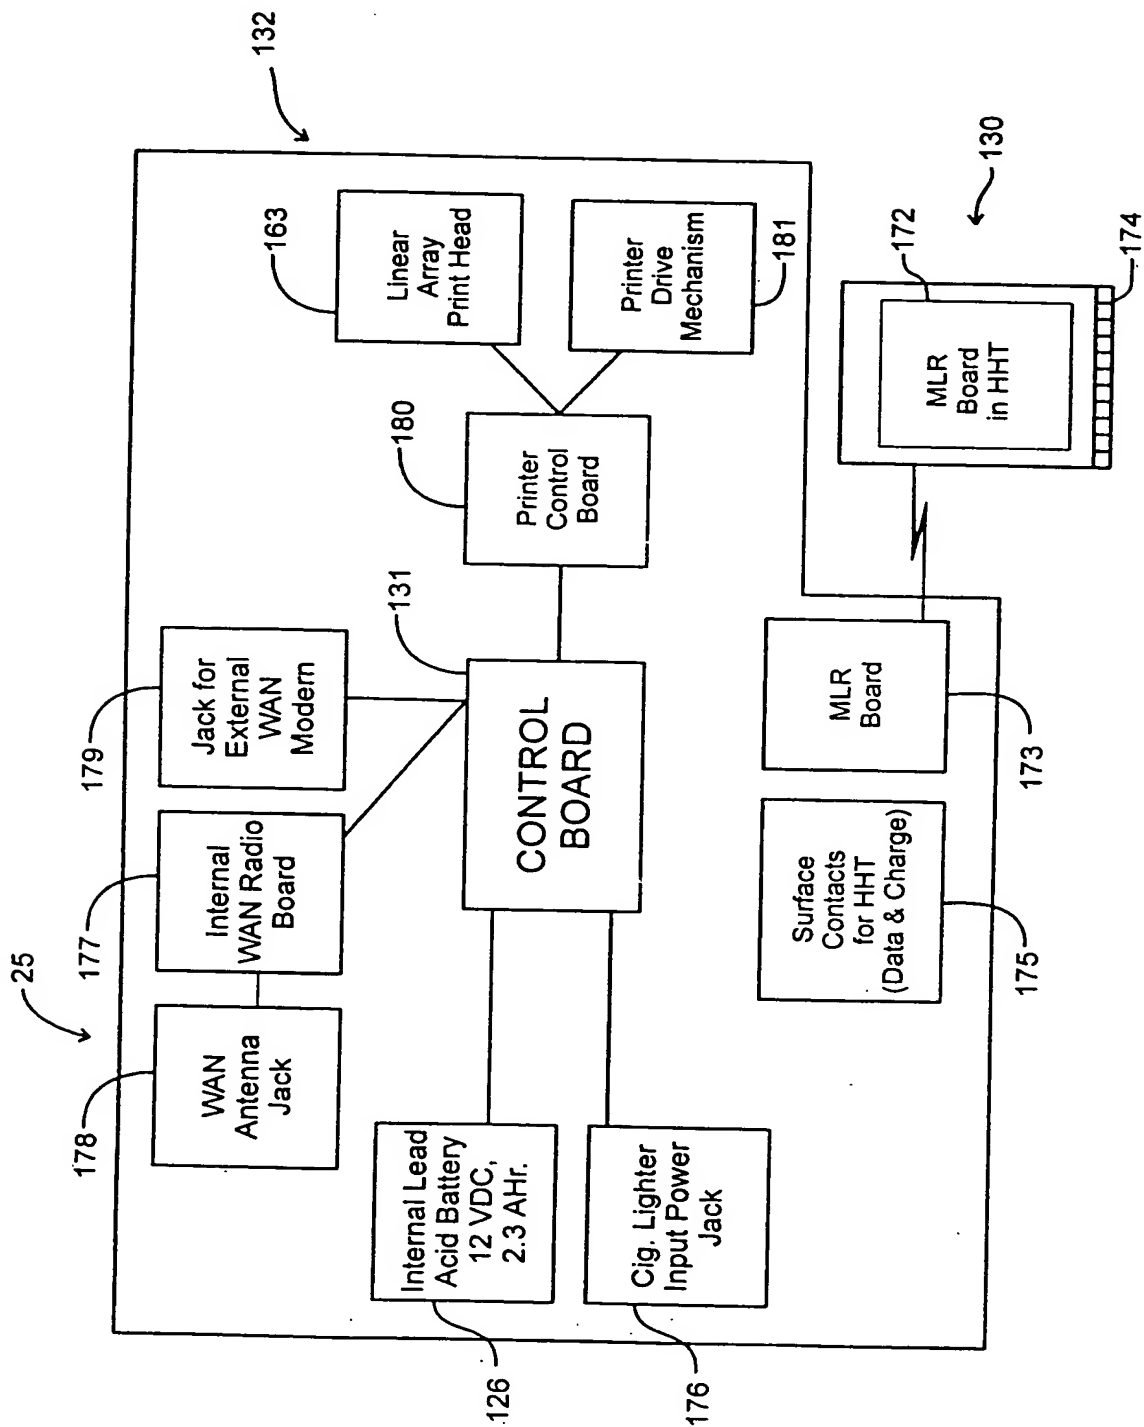 25
178
177
179
132
WAN
Antenna
Jack
Internal
WAN Radio
Board
Jack for
External
WAN
Modern
131
180
163
Linear
Array
Print Head
Internal Lead
Acid Battery
12 VDC,
2.3 AHr.
CONTROL
BOARD
Printer
Control
Board
Printer
Drive
Mechanism
126
181
Cig. Lighter
Input Power
Jack
176
Surface
Contacts
for HHT
(Data & Charge)
175
MLR
Board
173
130
172
MLR
Board
in HHT
174